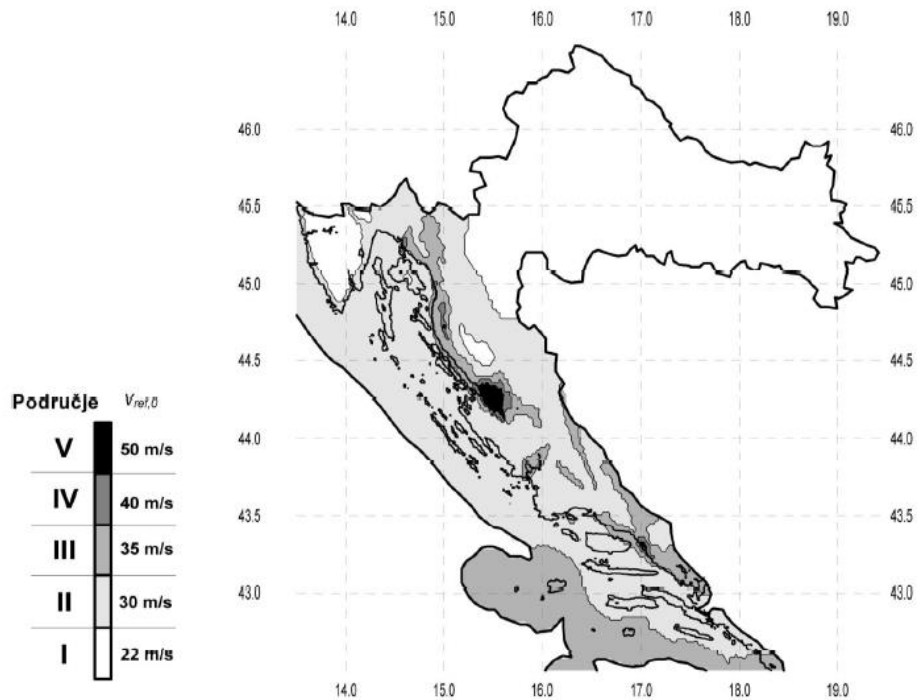 14.0 15.0 16.0 17.0 18.0 19.0
46.0 46.0
45.5 45.5
45.0 45.0
44.5 44.5
44.0 44.0
43.5 43.5
43.0 43.0
14.0 15.0 16.0 17.0 18.0 19.0
Područje Vref,0
V 50 m/s
IV 40 m/s
III 35 m/s
II 30 m/s
I 22 m/s